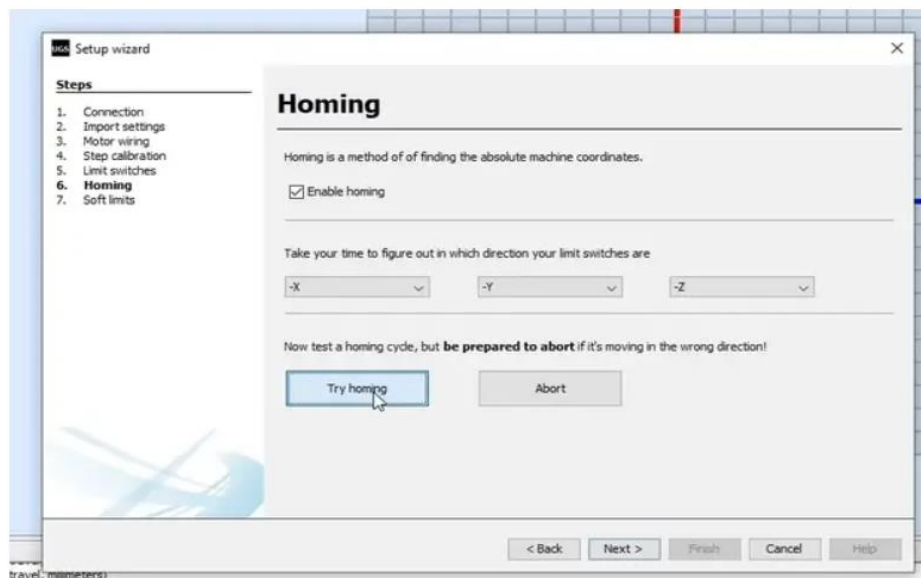 UGS Setup wizard
Steps
1. Connection
2. Import settings
3. Motor wiring
4. Step calibration
5. Limit switches
6. Homing
7. Soft limits
Homing
Homing is a method of of finding the absolute machine coordinates.
Enable homing
Take your time to figure out in which direction your limit switches are
-X -Y -Z
Now test a homing cycle, but be prepared to abort if it's moving in the wrong direction!
Try homing Abort
< Back Next > Finish Cancel Help
travel, millimeters)